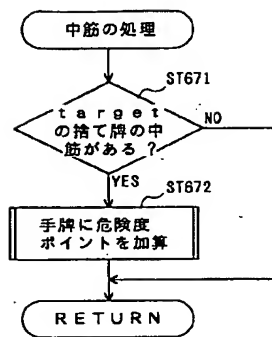 中筋の処理
ST671
target
の捨て牌の中
筋がある?
NO
YES
ST672
手牌に危険度
ポイントを加算
RETURN